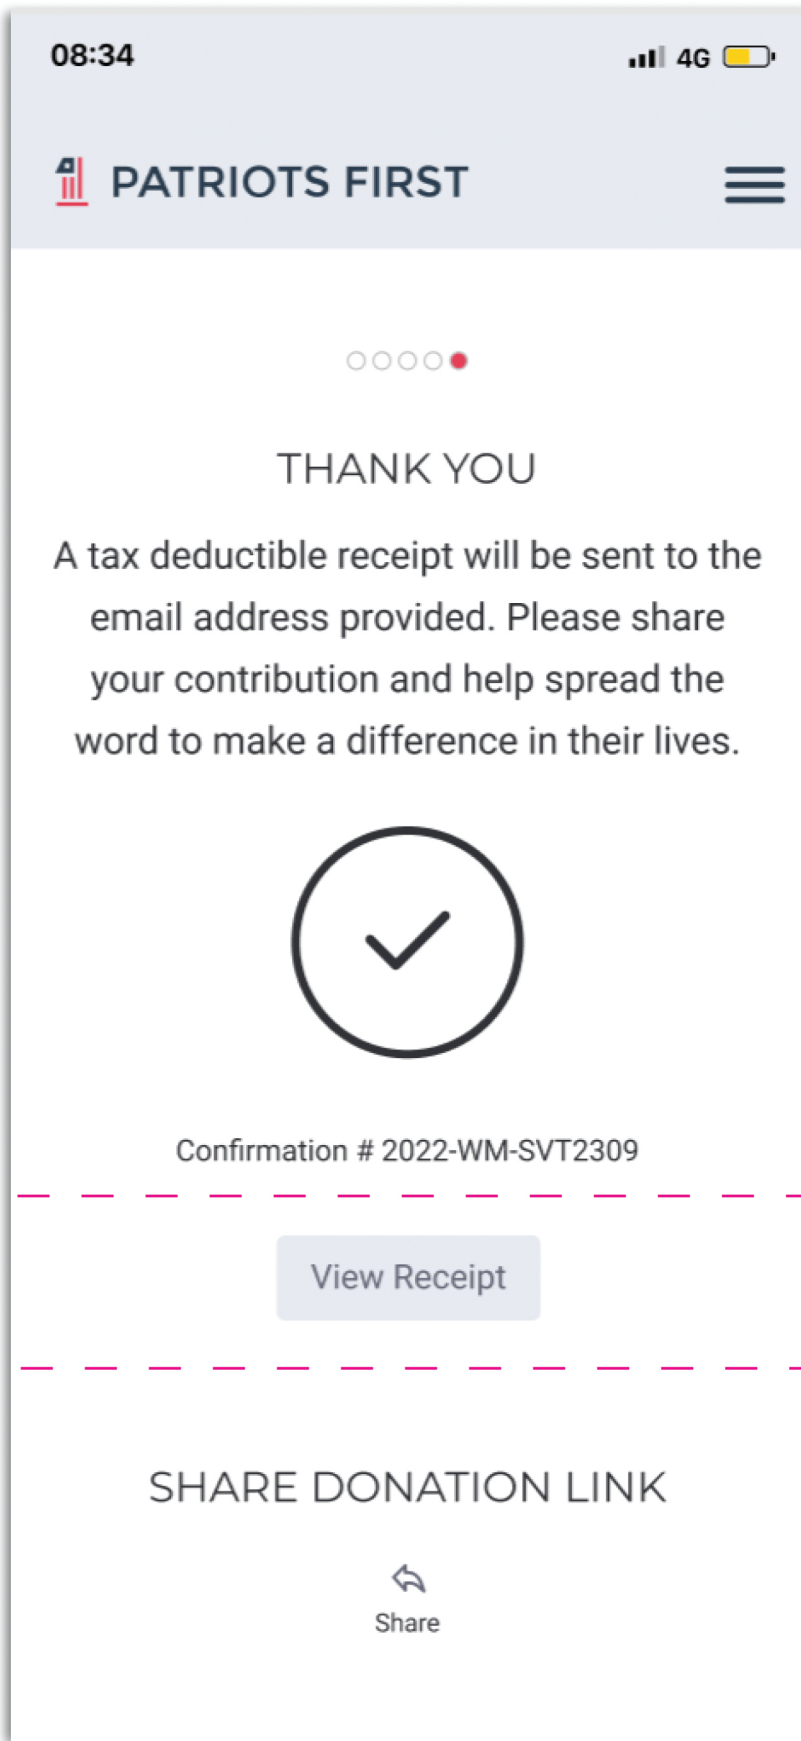 08:34
4G
PATRIOTS FIRST
THANK YOU
A tax deductible receipt will be sent to the
email address provided. Please share
your contribution and help spread the
word to make a difference in their lives.
Confirmation # 2022-WM-SVT2309
View Receipt
SHARE DONATION LINK
Share